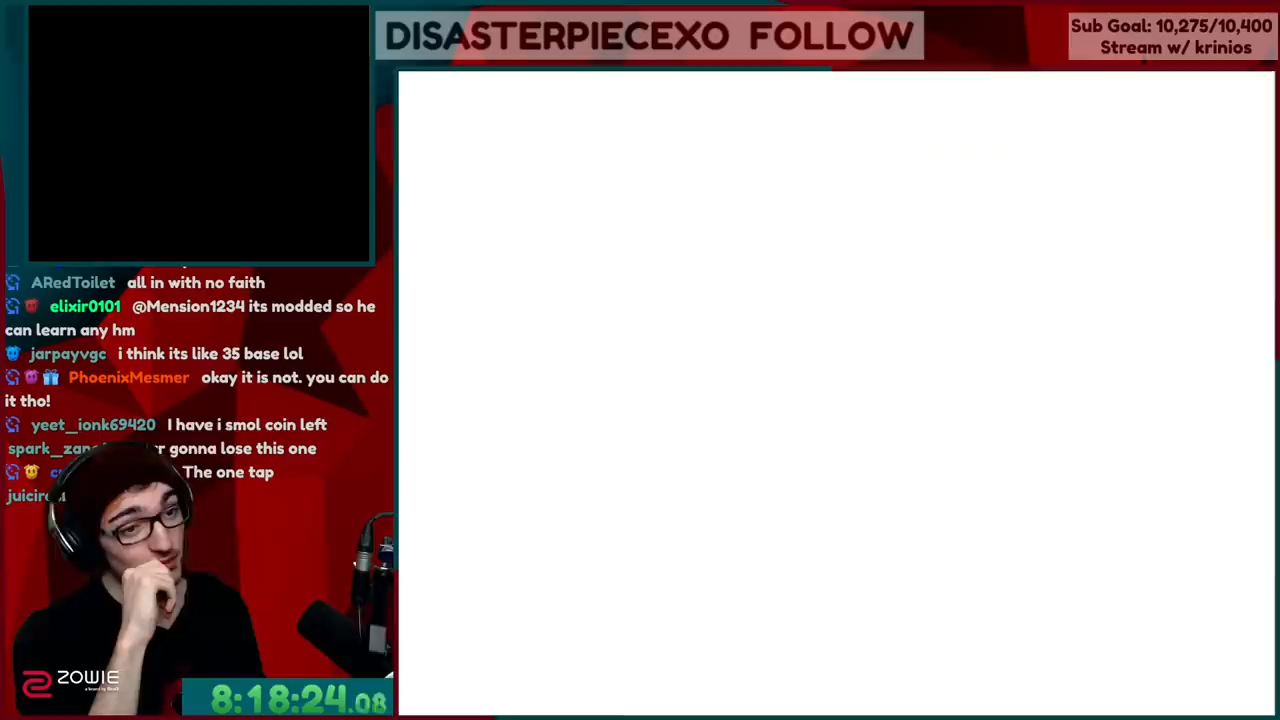 DISASTERPIECEXO FOLLOW
Sub Goal: 10,275/10,400
Stream w/ krinios
ARedToilet all in with no faith
elixir0101 @Mension1234 its modded so he
can learn any hm
jarpayvgc i think its like 35 base lol
PhoenixMesmer okay it is not. you can do
it tho!
yeet_ionk69420 I have i smol coin left
gonna lose this one
The one tap
ZOWIE
8:18:24.08